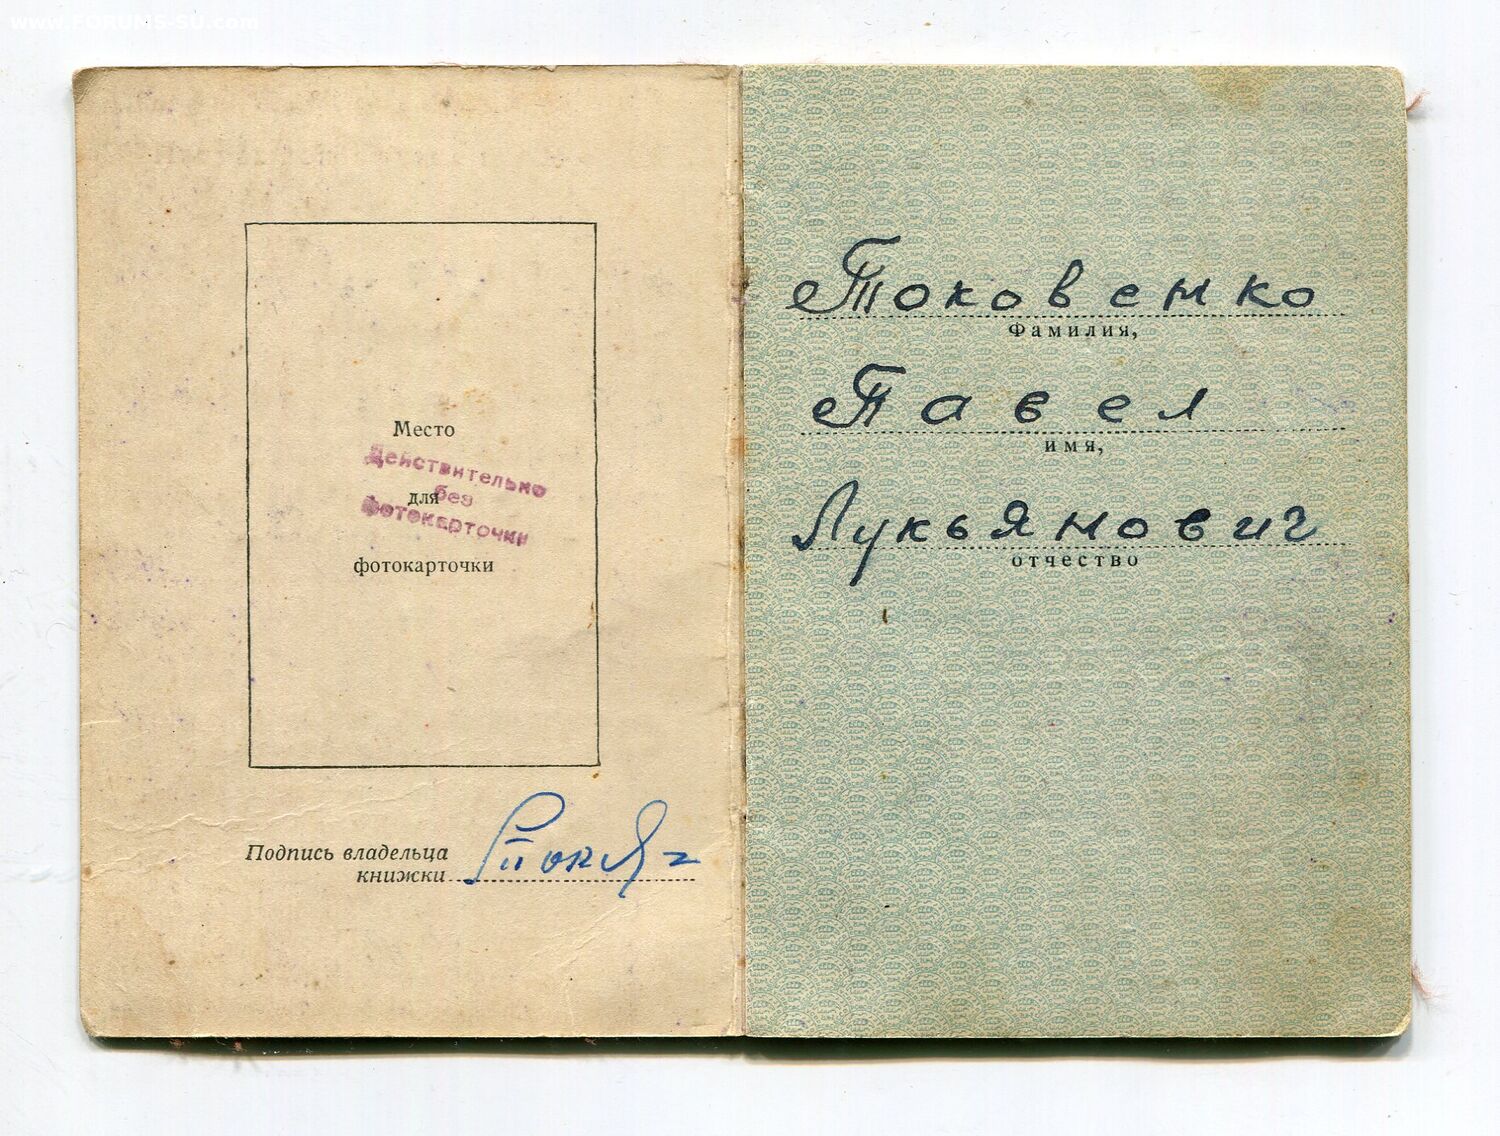 www.FORUMS-SU.com
Место
Действительно
без
для
фотокарточки
фотокарточки
Подпись владельца
книжки
Токовенко
Фамилия,
Павел
имя,
Лукьянович
отчество